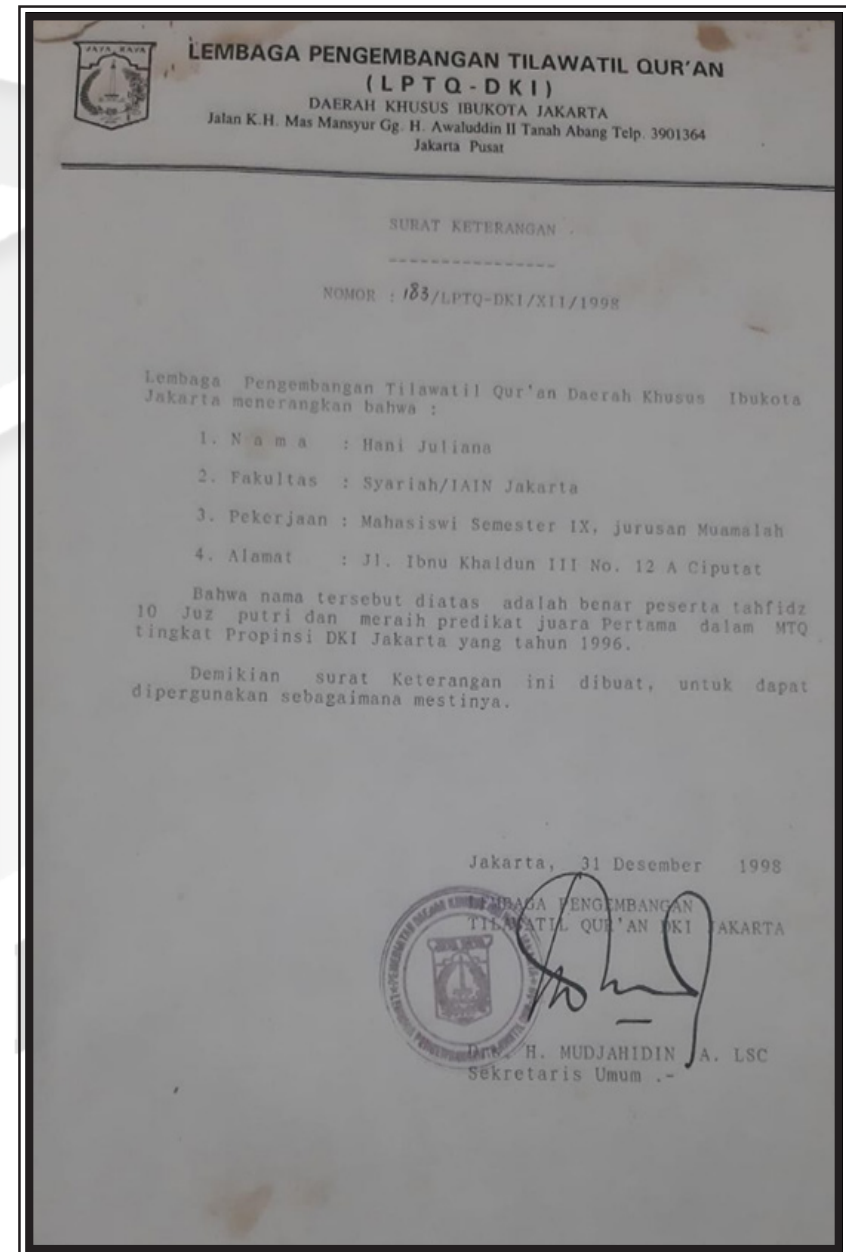 JAYA RAYA
LEMBAGA PENGEMBANGAN TILAWATIL QUR'AN
(LPTQ-DKI)
DAERAH KHUSUS IBUKOTA JAKARTA
Jalan K.H. Mas Mansyur Gg. H. Awaluddin II Tanah Abang Telp. 3901364
Jakarta Pusat
SURAT KETERANGAN .
----------------
NOMOR : 183/LPTQ-DKI/XII/1998
Lembaga Pengembangan Tilawatil Qur'an Daerah Khusus Ibukota
Jakarta menerangkan bahwa :
1. N a m a : Hani Juliana
2. Fakultas : Syariah/IAIN Jakarta
3. Pekerjaan : Mahasiswi Semester IX, jurusan Muamalah
4. Alamat : Jl. Ibnu Khaldun III No. 12 A Ciputat
Bahwa nama tersebut diatas adalah benar peserta tahfidz
10 Juz putri dan meraih predikat juara Pertama dalam MTQ
tingkat Propinsi DKI Jakarta yang tahun 1996.
Demikian surat Keterangan ini dibuat, untuk dapat
dipergunakan sebagaimana mestinya.
Jakarta, 31 Desember 1998
LEMBAGA PENGEMBANGAN
TILAWATIL QUR'AN DKI JAKARTA
Drs. H. MUDJAHIDIN A. LSC
Sekretaris Umum .-